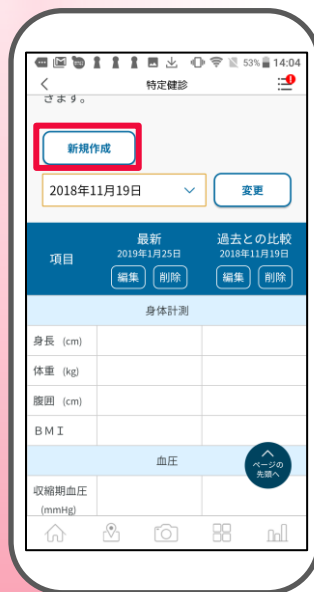 53% 14:04
特定健診
きます。
新規作成
2018年11月19日
変更
項目
最新
2019年1月25日
編集 削除
過去との比較
2018年11月19日
編集 削除
身体計測
身長 (cm)
体重 (kg)
腹囲 (cm)
BMI
血圧
ページの
先頭へ
収縮期血圧
(mmHg)